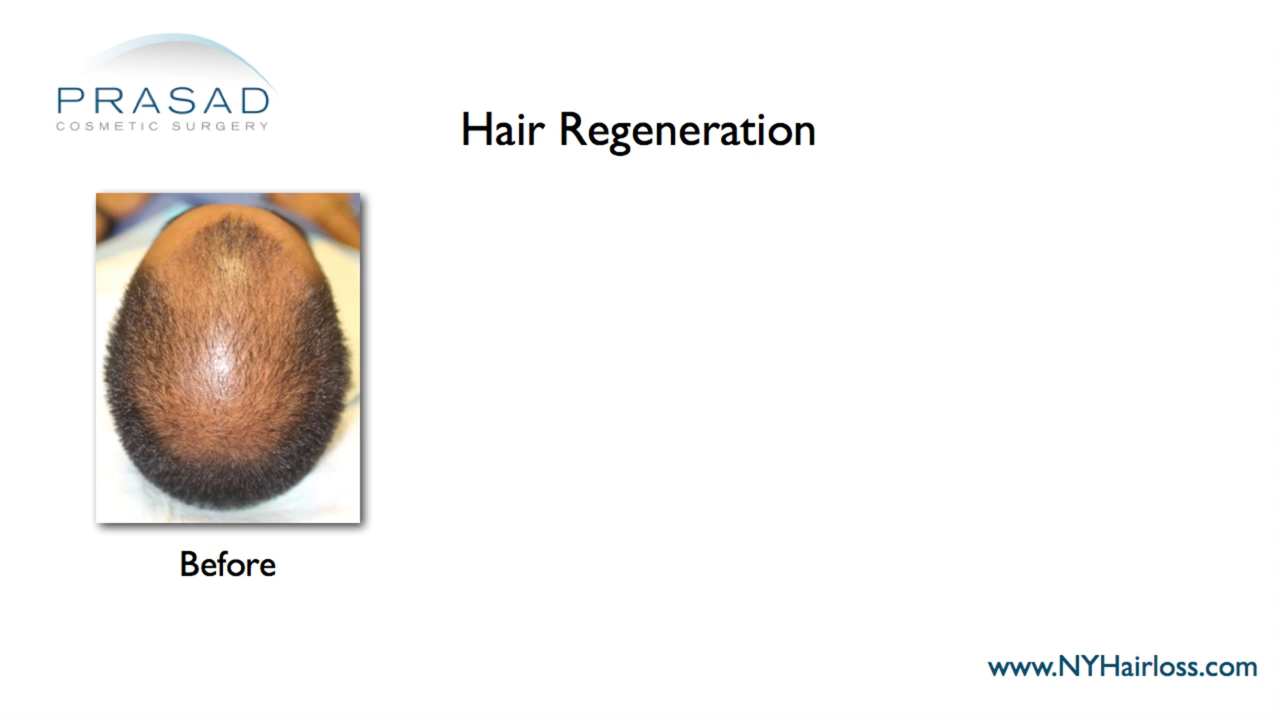 PRASAD
COSMETIC SURGERY
Hair Regeneration
Before
www.NYHairloss.com